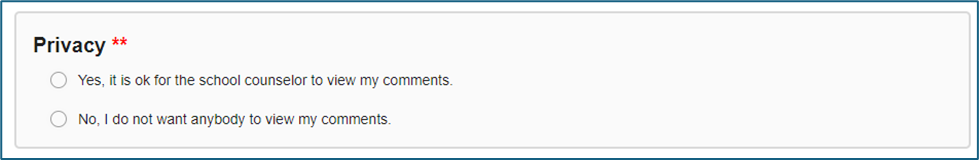 Privacy **
Yes, it is ok for the school counselor to view my comments.
No, I do not want anybody to view my comments.